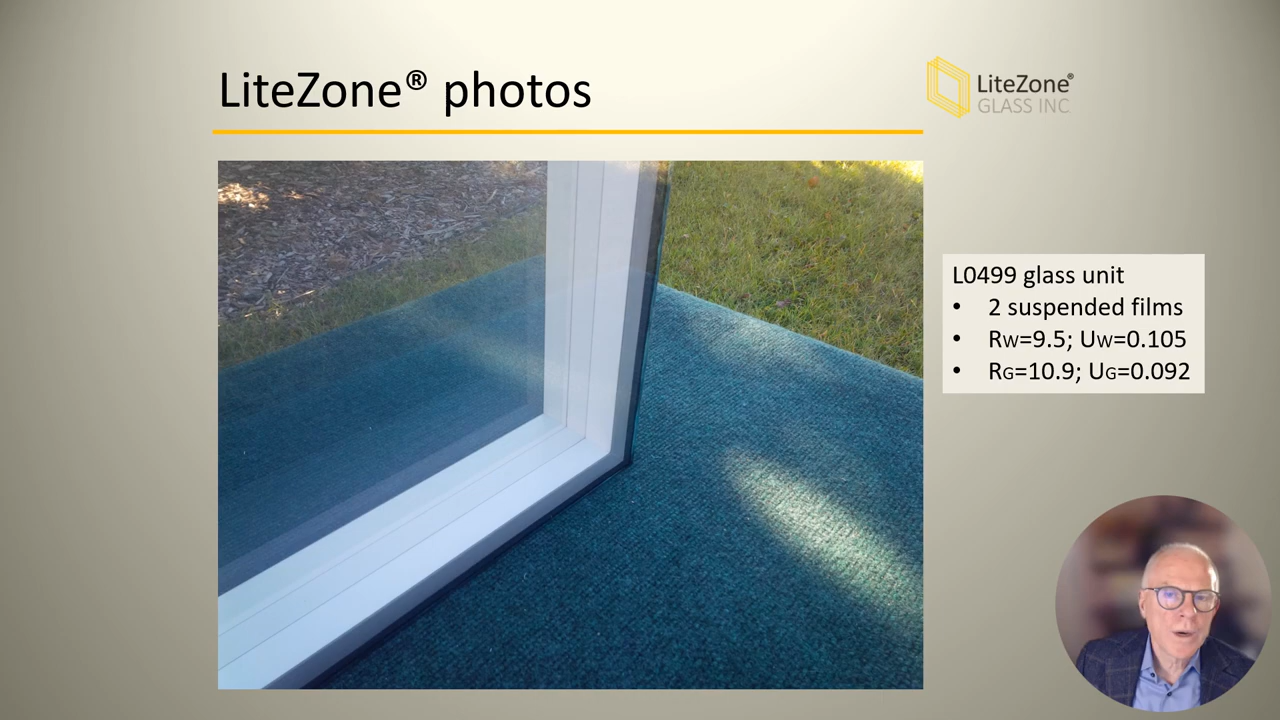 LiteZone® photos
LiteZone®
GLASS INC.
L0499 glass unit
• 2 suspended films
• RW=9.5; UW=0.105
• RG=10.9; UG=0.092